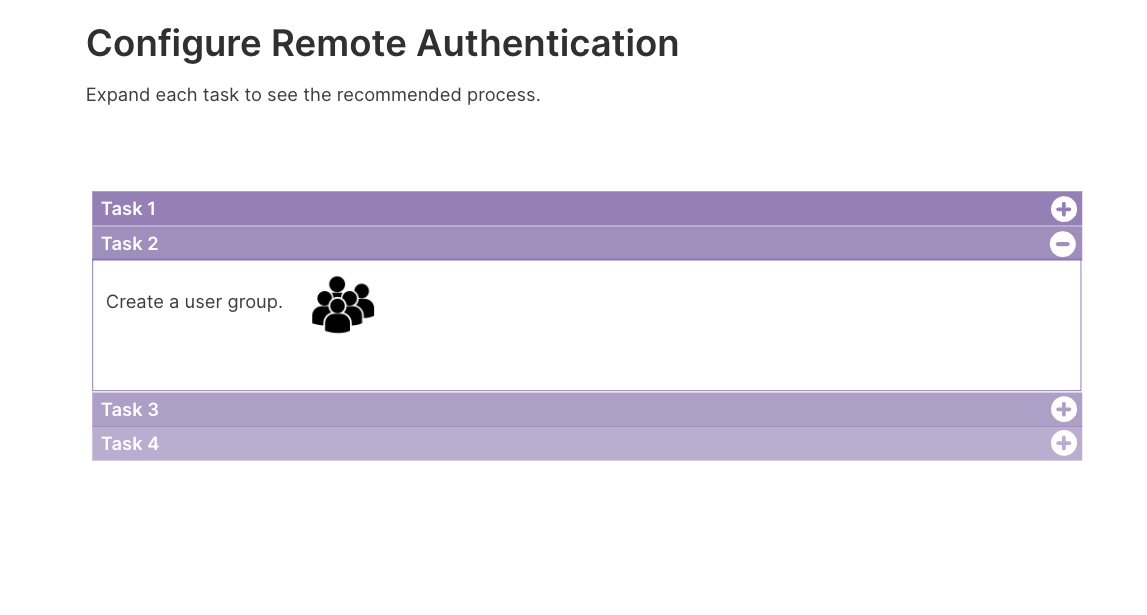 Configure Remote Authentication
Expand each task to see the recommended process.
Task 1
Task 2
Create a user group.
Task 3
Task 4